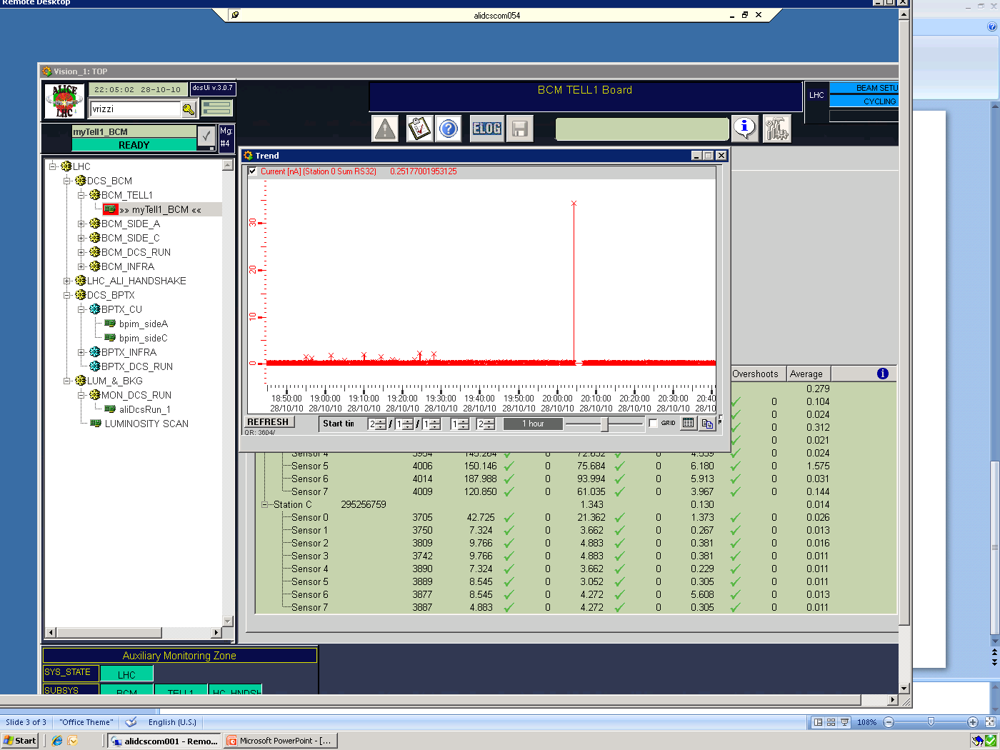 Remote Desktop
alidcscom054
Vision_1: TOP
ALICE
LHC
22:05:02 28-10-10
dcsUi v.3.0.7
vrizzi
myTell1_BCM
READY
Mg:
#4
BCM TELL1 Board
LHC
BEAM SETU
CYCLING
ELOG
LHC
DCS_BCM
BCM_TELL1
»» myTell1_BCM ««
BCM_SIDE_A
BCM_SIDE_C
BCM_DCS_RUN
BCM_INFRA
LHC_ALI_HANDSHAKE
DCS_BPTX
BPTX_CU
bpim_sideA
bpim_sideC
BPTX_INFRA
BPTX_DCS_RUN
LUM_&_BKG
MON_DCS_RUN
aliDcsRun_1
LUMINOSITY SCAN
Trend
Current [nA] (Station 0 Sum RS32) 0.25177001953125
30
20
10
0
18:50:00 19:00:00 19:10:00 19:20:00 19:30:00 19:40:00 19:50:00 20:00:00 20:10:00 20:20:00 20:30:00 20:40
28/10/10 28/10/10 28/10/10 28/10/10 28/10/10 28/10/10 28/10/10 28/10/10 28/10/10 28/10/10 28/10/10 28/10
REFRESH
Start tin
2 / 1 / 1 1 2
1 hour
GRID
QR: 3604/
Overshoots Average
0.279
0.104
0.024
0.312
0.021
Sensor 4 3954 145.264 0 72.632 0 4.539 0 0.024
Sensor 5 4006 150.146 0 75.684 0 6.180 0 1.575
Sensor 6 4014 187.988 0 93.994 0 5.913 0 0.031
Sensor 7 4009 120.850 0 61.035 0 3.967 0 0.144
Station C 295256759 1.343 0.130 0.014
Sensor 0 3705 42.725 0 21.362 0 1.373 0 0.026
Sensor 1 3750 7.324 0 3.662 0 0.267 0 0.013
Sensor 2 3809 9.766 0 4.883 0 0.381 0 0.016
Sensor 3 3742 9.766 0 4.883 0 0.381 0 0.011
Sensor 4 3890 7.324 0 3.662 0 0.229 0 0.011
Sensor 5 3889 8.545 0 3.052 0 0.305 0 0.011
Sensor 6 3877 8.545 0 4.272 0 5.608 0 0.013
Sensor 7 3887 4.883 0 4.272 0 0.305 0 0.011
Auxiliary Monitoring Zone
SYS_STATE LHC
SUBSYS BCM TELL1 HC_HNDSH
Slide 3 of 3 "Office Theme" English (U.S.) 108%
Start alidcscom001 - Remo... Microsoft PowerPoint - [...